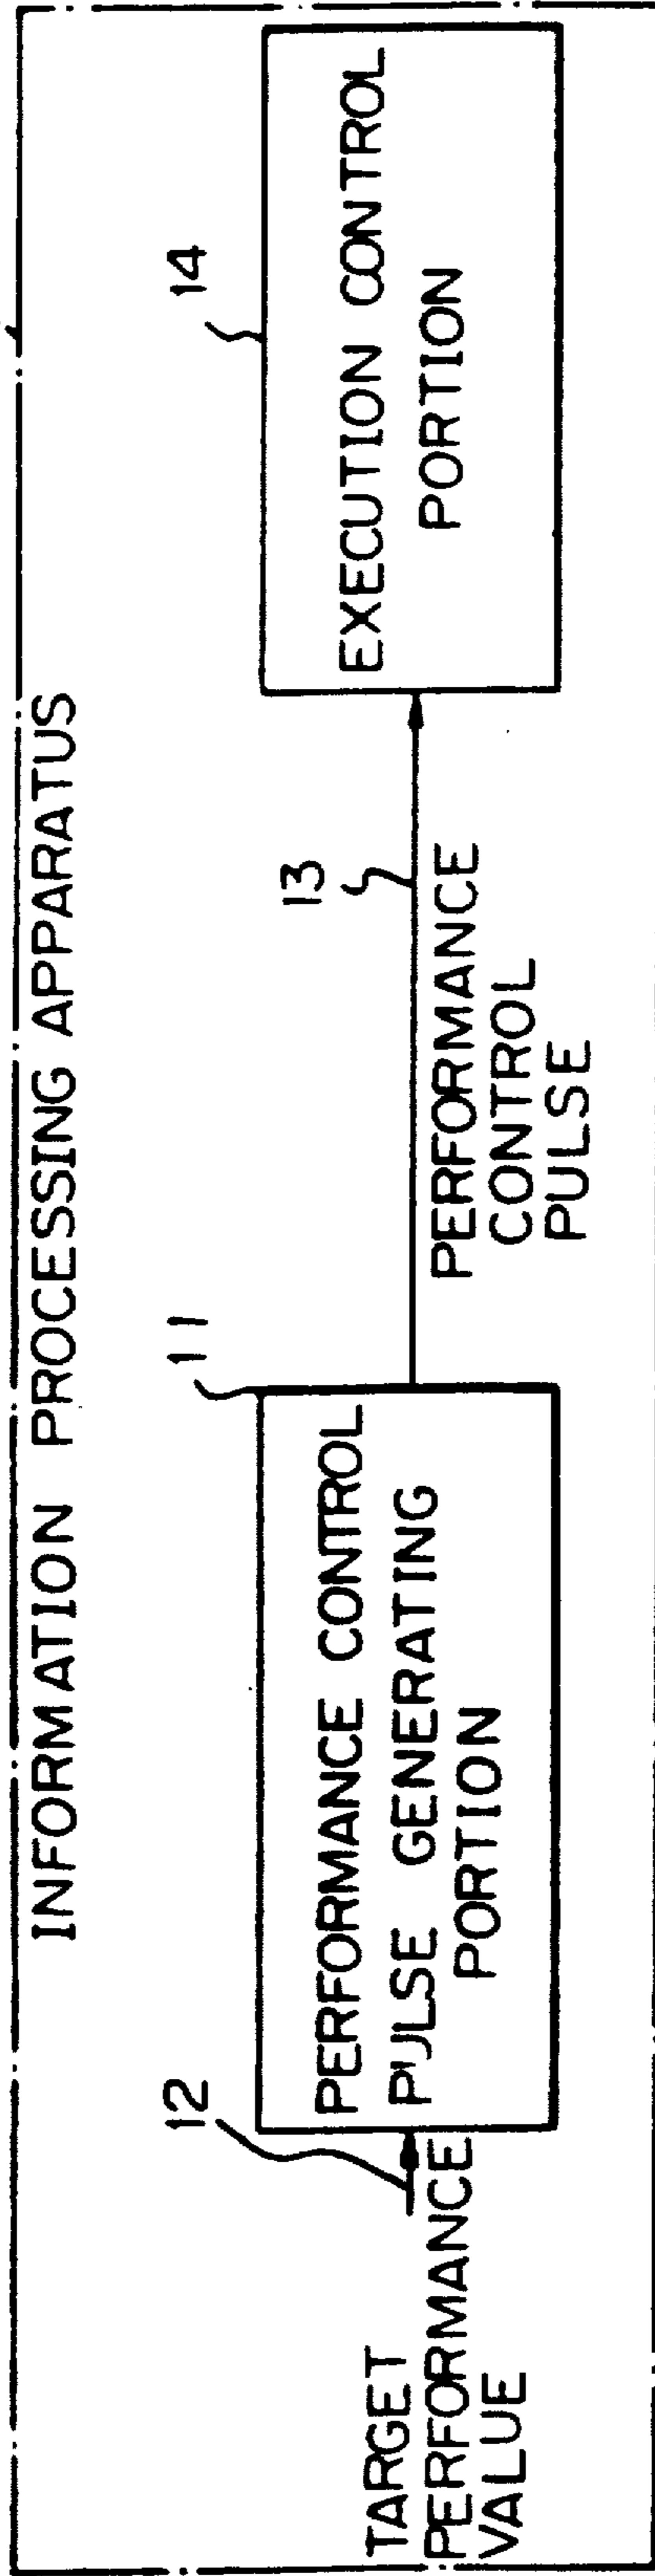 INFORMATION PROCESSING APPARATUS
12
11
13
14
TARGET
PERFORMANCE
VALUE
PERFORMANCE CONTROL
PULSE GENERATING
PORTION
PERFORMANCE
CONTROL
PULSE
EXECUTION CONTROL
PORTION